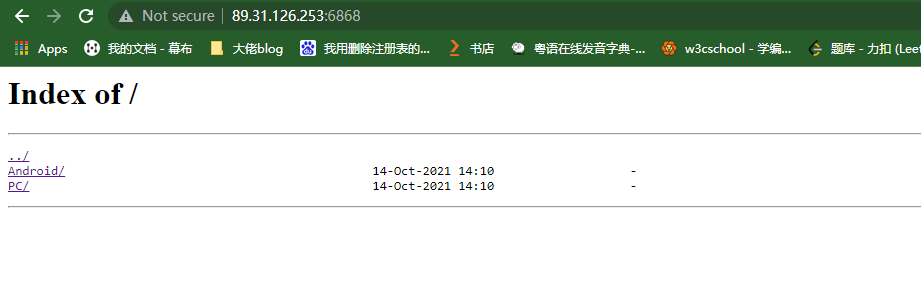 Not secure | 89.31.126.253:6868
Apps 我的文档 - 幕布 大佬blog 我用删除注册表的... 书店 粤语在线发音字典-... w3cschool - 学编... 题库 - 力扣 (Leet
Index of /
../
Android/ 14-Oct-2021 14:10 -
PC/ 14-Oct-2021 14:10 -